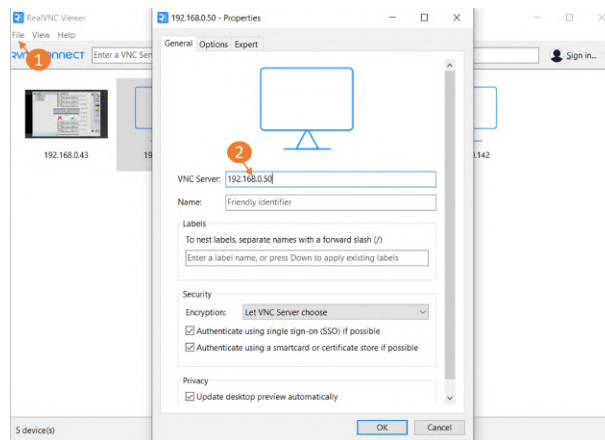 RealVNC Viewer
File View Help
1
Enter a VNC Ser
Sign in...
192.168.0.43
19
.142
5 device(s)
192.168.0.50 - Properties
General Options Expert
2
VNC Server: 192.168.0.50
Name: Friendly identifier
Labels
To nest labels, separate names with a forward slash (/)
Enter a label name, or press Down to apply existing labels
Security
Encryption: Let VNC Server choose
Authenticate using single sign-on (SSO) if possible
Authenticate using a smartcard or certificate store if possible
Privacy
Update desktop preview automatically
OK Cancel